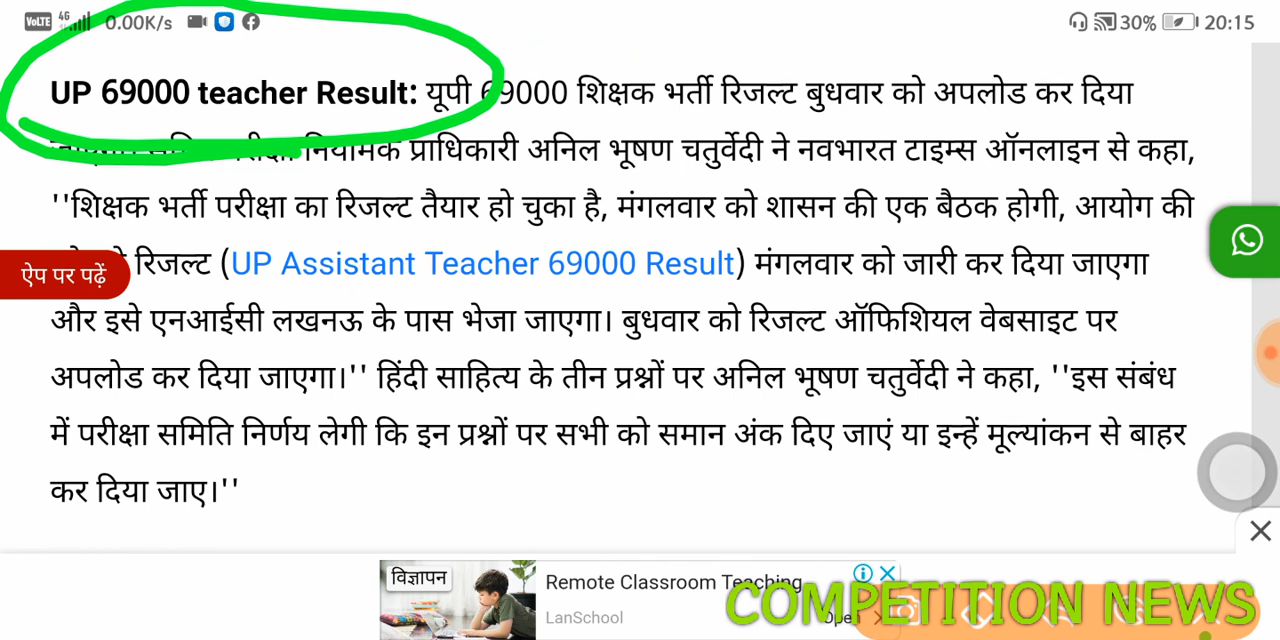 VoLTE 4G 0.00K/s 30% 20:15
UP 69000 teacher Result: यूपी 69000 शिक्षक भर्ती रिजल्ट बुधवार को अपलोड कर दिया
नियामक प्राधिकारी अनिल भूषण चतुर्वेदी ने नवभारत टाइम्स ऑनलाइन से कहा,
''शिक्षक भर्ती परीक्षा का रिजल्ट तैयार हो चुका है, मंगलवार को शासन की एक बैठक होगी, आयोग की
रिजल्ट (UP Assistant Teacher 69000 Result) मंगलवार को जारी कर दिया जाएगा
ऐप पर पढ़ें
और इसे एनआईसी लखनऊ के पास भेजा जाएगा। बुधवार को रिजल्ट ऑफिशियल वेबसाइट पर
अपलोड कर दिया जाएगा।'' हिंदी साहित्य के तीन प्रश्नों पर अनिल भूषण चतुर्वेदी ने कहा, ''इस संबंध
में परीक्षा समिति निर्णय लेगी कि इन प्रश्नों पर सभी को समान अंक दिए जाएं या इन्हें मूल्यांकन से बाहर
कर दिया जाए।''
विज्ञापन
Remote Classroom Teaching
LanSchool
Open
COMPETITION NEWS